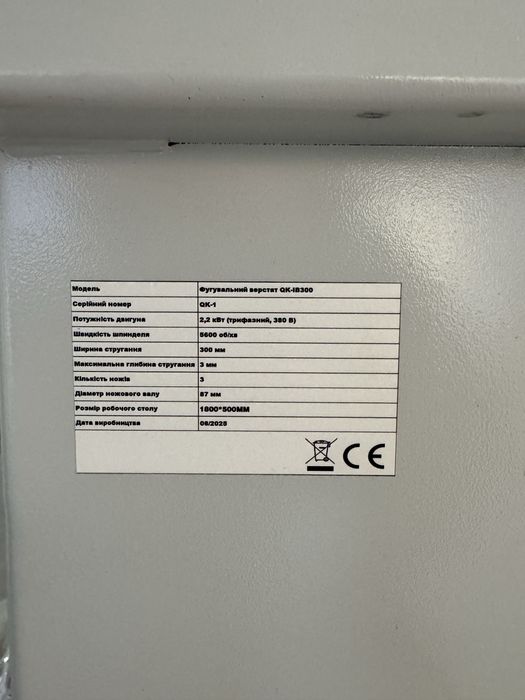 Модель Фугувальний верстат QK-IB300
Серійний номер QK-1
Потужність двигуна 2,2 кВт (трифазний, 380 В)
Швидкість шпинделя 5600 об/хв
Ширина стругання 300 мм
Максимальна глибина стругання 3 мм
Кількість ножів 3
Діаметр ножового валу 87 мм
Розмір робочого столу 1800*500ММ
Дата виробництва 06/2025
CE